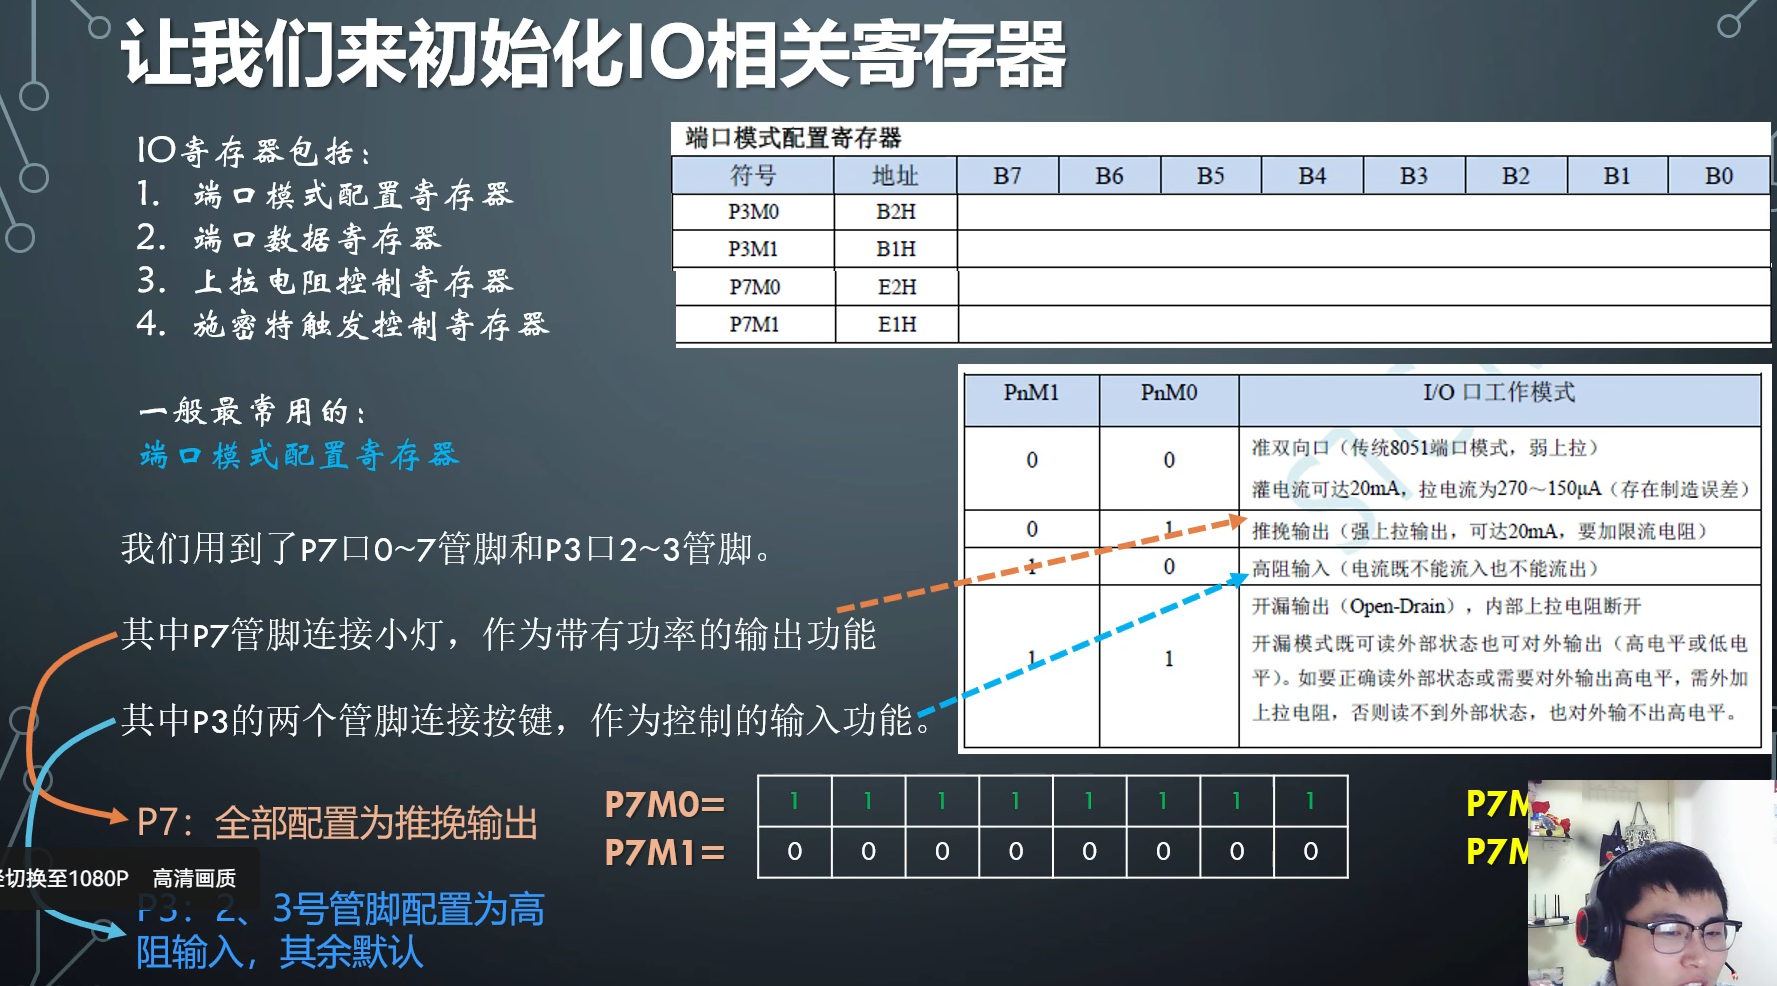 让我们来初始化IO相关寄存器
IO寄存器包括：
1. 端口模式配置寄存器
2. 端口数据寄存器
3. 上拉电阻控制寄存器
4. 施密特触发控制寄存器
一般最常用的：
端口模式配置寄存器
我们用到了P7口0~7管脚和P3口2~3管脚。
其中P7管脚连接小灯，作为带有功率的输出功能
其中P3的两个管脚连接按键，作为控制的输入功能。
P7：全部配置为推挽输出
切换至1080P 高清画质
P3：2、3号管脚配置为高
阻输入，其余默认
端口模式配置寄存器
符号 地址 B7 B6 B5 B4 B3 B2 B1 B0
P3M0 B2H
P3M1 B1H
P7M0 E2H
P7M1 E1H
PnM1 PnM0 I/O 口工作模式
0 0 准双向口（传统8051端口模式，弱上拉）
灌电流可达20mA，拉电流为270～150μA（存在制造误差）
0 1 推挽输出（强上拉输出，可达20mA，要加限流电阻）
1 0 高阻输入（电流既不能流入也不能流出）
1 1 开漏输出（Open-Drain），内部上拉电阻断开
开漏模式既可读外部状态也可对外输出（高电平或低电
平）。如要正确读外部状态或需要对外输出高电平，需外加
上拉电阻，否则读不到外部状态，也对外输不出高电平。
P7M0= 1 1 1 1 1 1 1 1
P7M1= 0 0 0 0 0 0 0 0
P7M
P7M